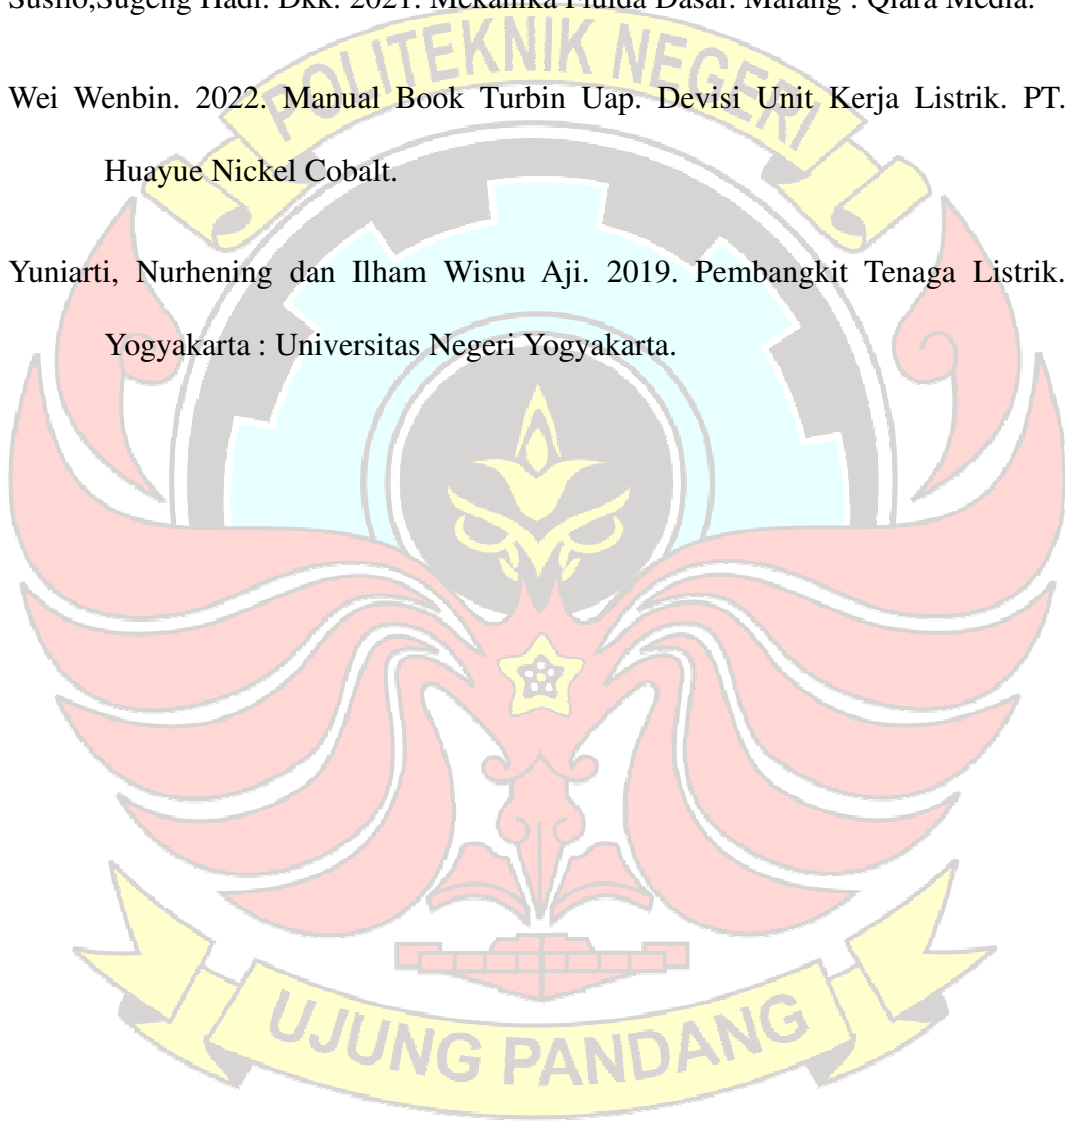 Susilo,Sugeng Hadi. Dkk. 2021. Mekanika Fluida Dasar. Malang : Qiara Media.
POLITEKNIK NEGERI
Wei Wenbin. 2022. Manual Book Turbin Uap. Devisi Unit Kerja Listrik. PT.
Huayue Nickel Cobalt.
Yuniarti, Nurhening dan Ilham Wisnu Aji. 2019. Pembangkit Tenaga Listrik.
Yogyakarta : Universitas Negeri Yogyakarta.
UJUNG PANDANG